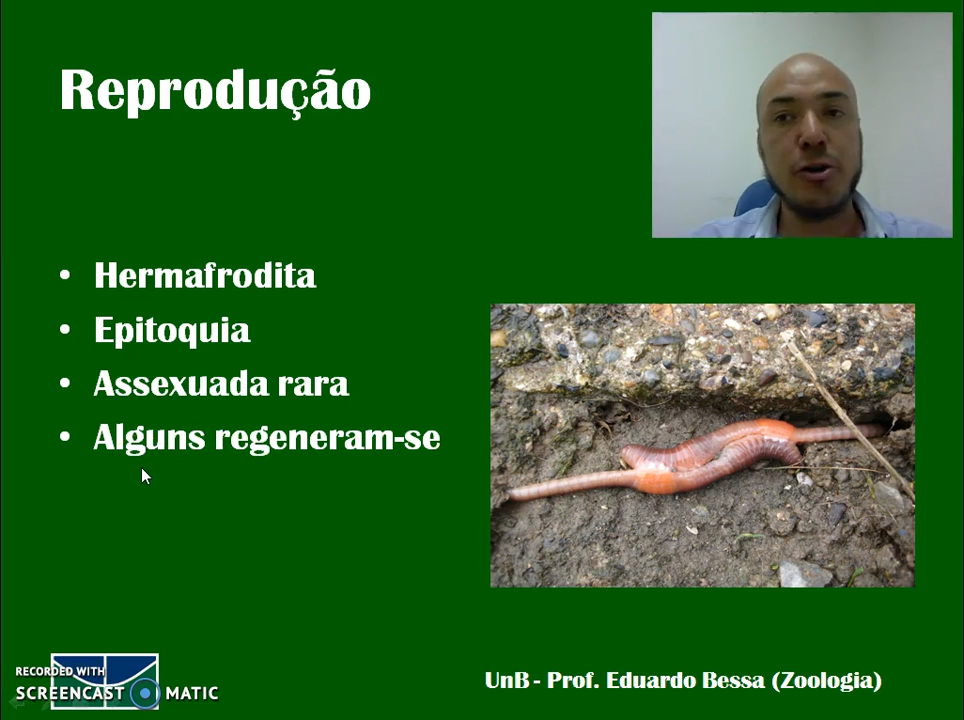 Reprodução
• Hermafrodita
• Epitoquia
• Assexuada rara
• Alguns regeneram-se
RECORDED WITH
SCREENCAST MATIC
UnB - Prof. Eduardo Bessa (Zoologia)